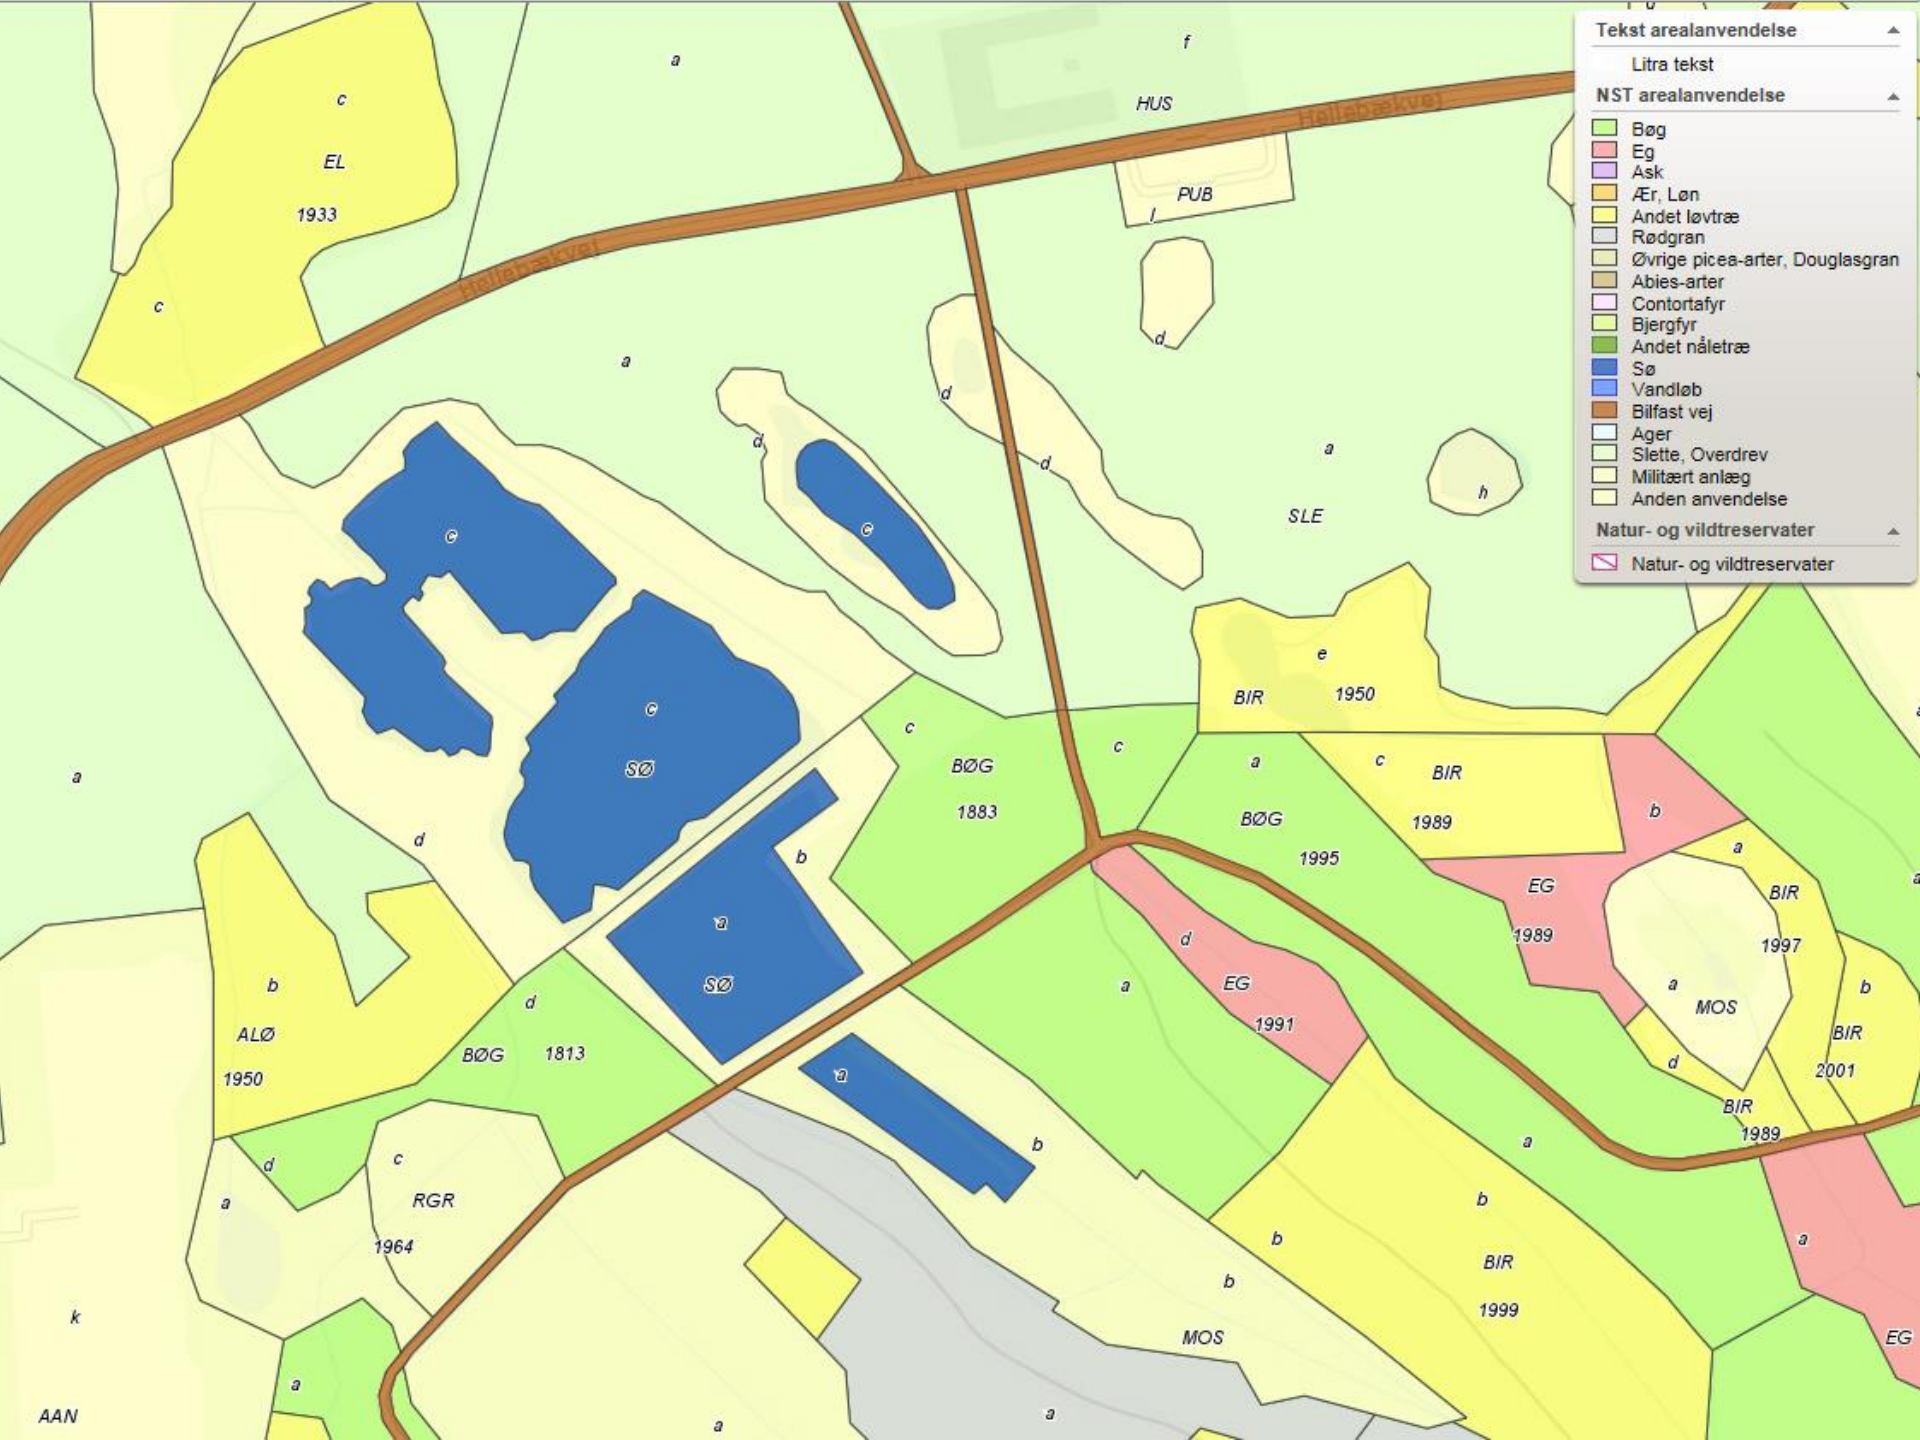 Tekst arealanvendelse
Litra tekst
NST arealanvendelse
Bøg
Eg
Ask
Ær, Løn
Andet løvtræ
Rødgran
Øvrige picea-arter, Douglasgran
Abies-arter
Contortafyr
Bjergfyr
Andet nåletræ
Sø
Vandløb
Bilfast vej
Ager
Slette, Overdrev
Militært anlæg
Anden anvendelse
Natur- og vildtreservater
Natur- og vildtreservater
f
a
c
HUS
Hellebækvej
EL
PUB
1933
l
Hellebækvej
c
d
a
d
d
a
d
h
c
SLE
c
c
e
BIR
1950
c
BØG
1883
c
a
BØG
1995
c
BIR
1989
b
SØ
a
d
b
a
EG
1989
BIR
1997
a
SØ
d
EG
1991
a
a
MOS
b
BIR
2001
b
ALØ
1950
d
BØG
1813
d
BIR
1989
a
b
a
d
c
RGR
1964
a
b
BIR
1999
b
b
MOS
a
EG
k
AAN
a
a
a
a